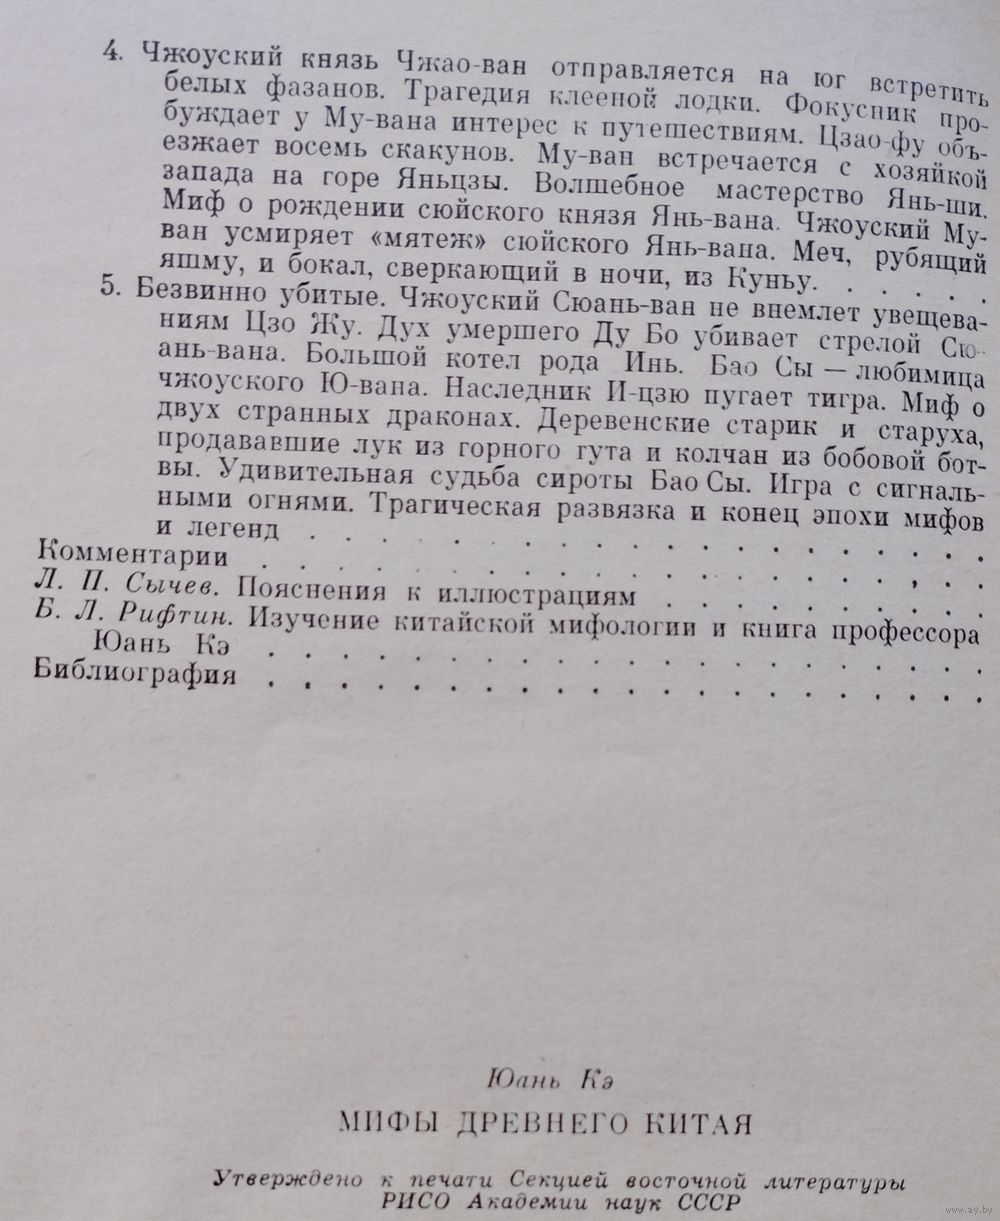 4. Чжоуский князь Чжао-ван отправляется на юг встретить
белых фазанов. Трагедия клееной лодки. Фокусник про-
буждает у Му-вана интерес к путешествиям. Цзао-фу объ-
езжает восемь скакунов. Му-ван встречается с хозяйкой
запада на горе Яньцзы. Волшебное мастерство Янь-ши.
Миф о рождении сюйского князя Янь-вана. Чжоуский Му-
ван усмиряет «мятеж» сюйского Янь-вана. Меч, рубящий
яшму, и бокал, сверкающий в ночи, из Куньу. . . . . .
5. Безвинно убитые. Чжоуский Сюань-ван не внемлет увещева-
ниям Цзо Жу. Дух умершего Ду Бо убивает стрелой Сю-
ань-вана. Большой котел рода Инь. Бао Сы — любимица
чжоуского Ю-вана. Наследник И-цзю пугает тигра. Миф о
двух странных драконах. Деревенские старик и старуха,
продававшие лук из горного тута и колчан из бобовой бот-
вы. Удивительная судьба сироты Бао Сы. Игра с сигналь-
ными огнями. Трагическая развязка и конец эпохи мифов
и легенд . . . . . . . . . . . . . . . . . . .
Комментарии . . . . . . . . . . . . . . . . . . . .
Л. П. Сычев. Пояснения к иллюстрациям . . . . . . . . .
Б. Л. Рифтин. Изучение китайской мифологии и книга профессора
Юань Кэ . . . . . . . . . . . . . . . . . . . .
Библиография . . . . . . . . . . . . . . . . . . . .
Юань Кэ
МИФЫ ДРЕВНЕГО КИТАЯ
Утверждено к печати Секцией восточной литературы
РИСО Академии наук СССР
www.ay.by